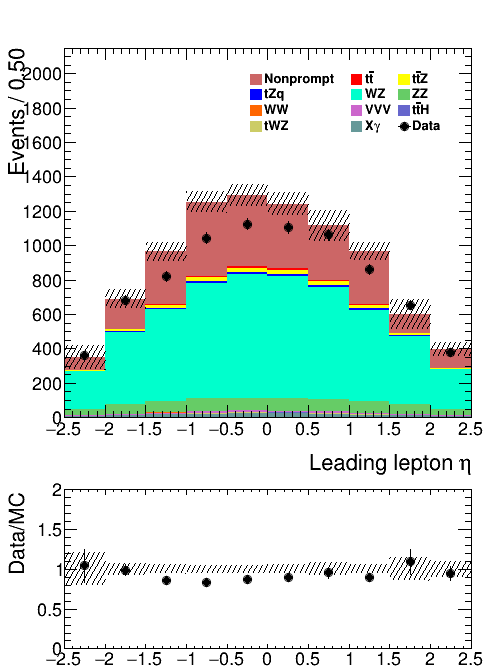 Events / 0.50
2000
1800
1600
1400
1200
1000
800
600
400
200
0
Nonprompt tt̄ tt̄Z
tZq WZ ZZ
WW VVV tt̄H
tWZ Xγ Data
−2.5 −2 −1.5 −1 −0.5 0 0.5 1 1.5 2 2.5
Leading lepton η
Data/MC
2
1.5
1
0.5
0
−2.5 −2 −1.5 −1 −0.5 0 0.5 1 1.5 2 2.5